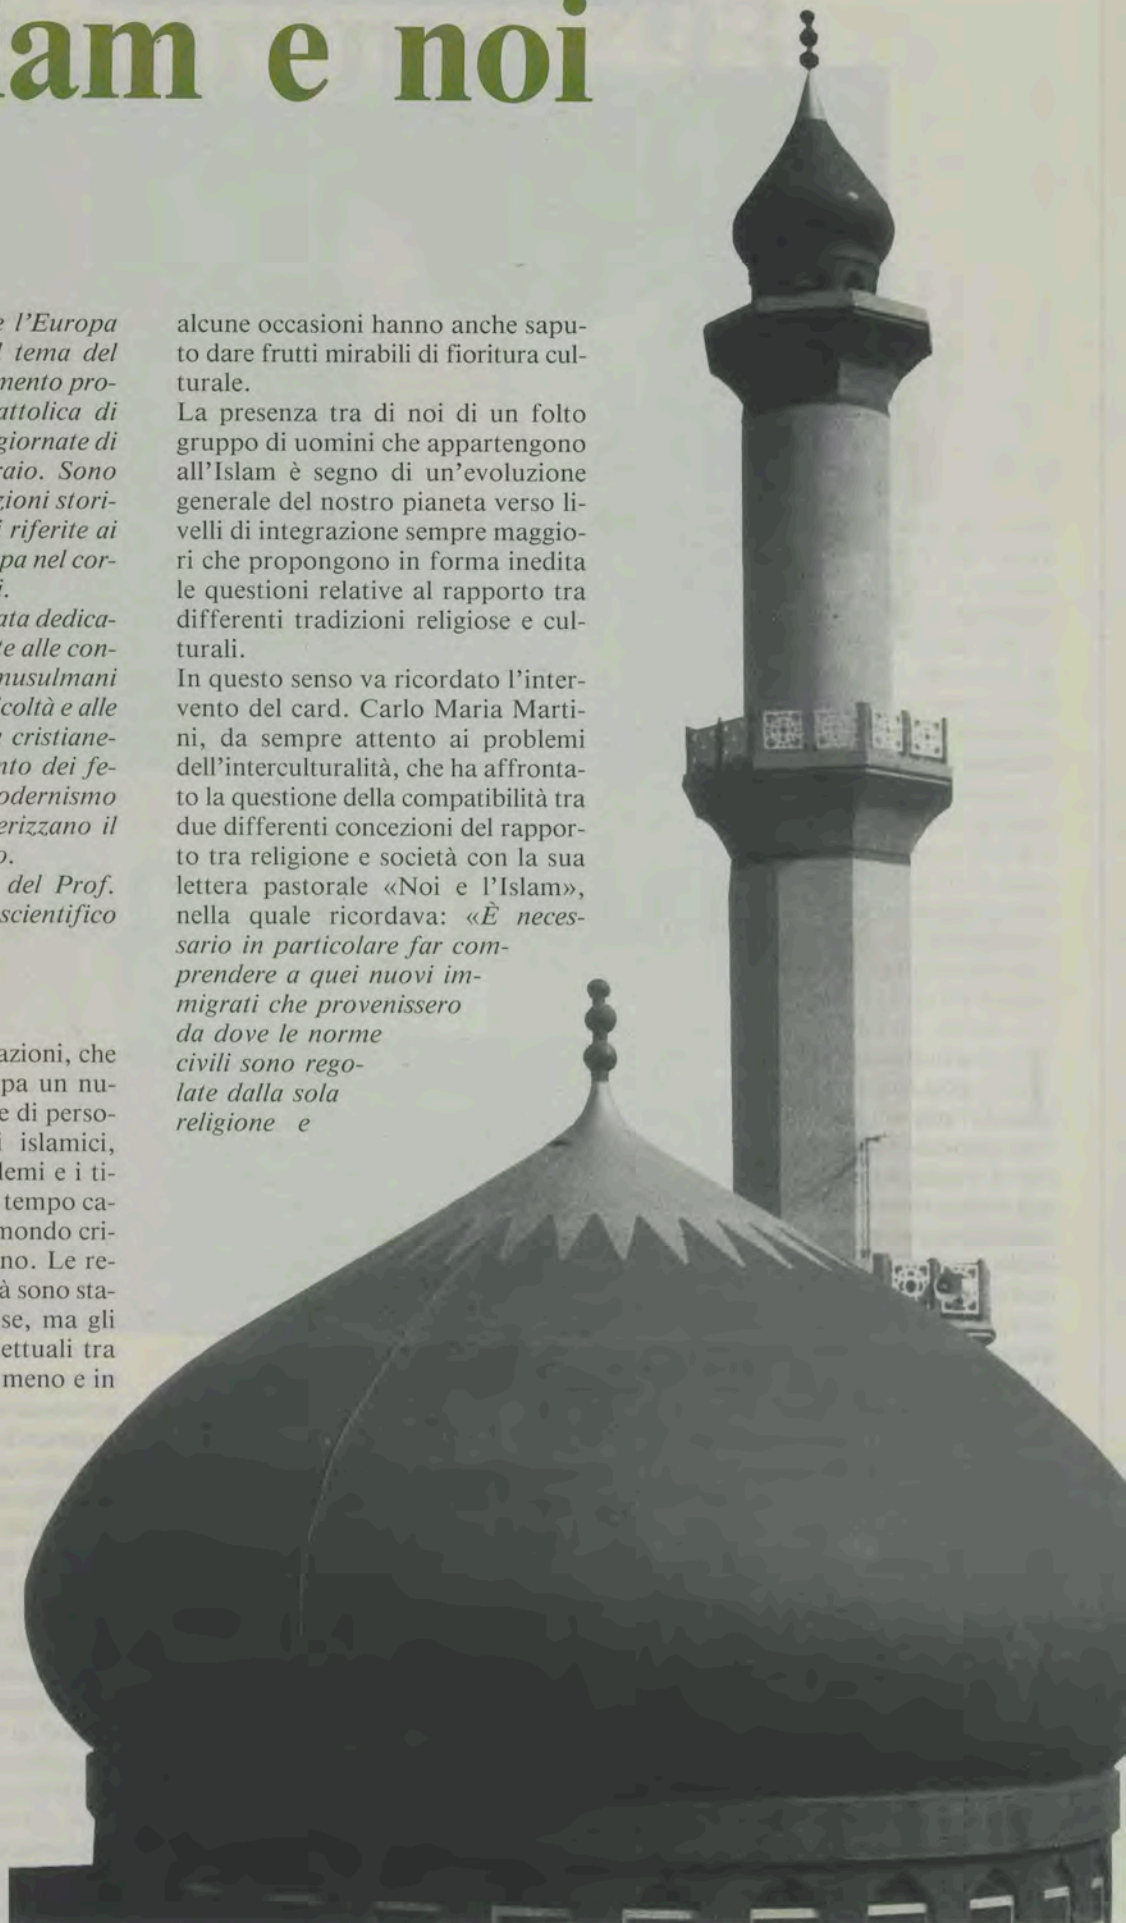 lam e noi
e l'Europa
l tema del
mento pro-
attolica di
giornate di
raio. Sono
zioni stori-
i riferite ai
pa nel cor-
i.
ata dedica-
te alle con-
musulmani
coltà e alle
e cristiane-
nto dei fe-
odernismo
erizzano il
o.
del Prof.
scientifico
azioni, che
pa un nu-
e di perso-
i islamici,
lemi e i ti-
tempo ca-
mondo cri-
no. Le re-
à sono sta-
se, ma gli
ettuali tra
meno e in
alcune occasioni hanno anche sapu-
to dare frutti mirabili di fioritura cul-
turale.
La presenza tra di noi di un folto
gruppo di uomini che appartengono
all'Islam è segno di un'evoluzione
generale del nostro pianeta verso li-
velli di integrazione sempre maggio-
ri che propongono in forma inedita
le questioni relative al rapporto tra
differenti tradizioni religiose e cul-
turali.
In questo senso va ricordato l'inter-
vento del card. Carlo Maria Marti-
ni, da sempre attento ai problemi
dell'interculturalità, che ha affronta-
to la questione della compatibilità tra
due differenti concezioni del rappor-
to tra religione e società con la sua
lettera pastorale «Noi e l'Islam»,
nella quale ricordava: «È neces-
sario in particolare far com-
prendere a quei nuovi im-
migrati che provenissero
da dove le norme
civili sono rego-
late dalla sola
religione e